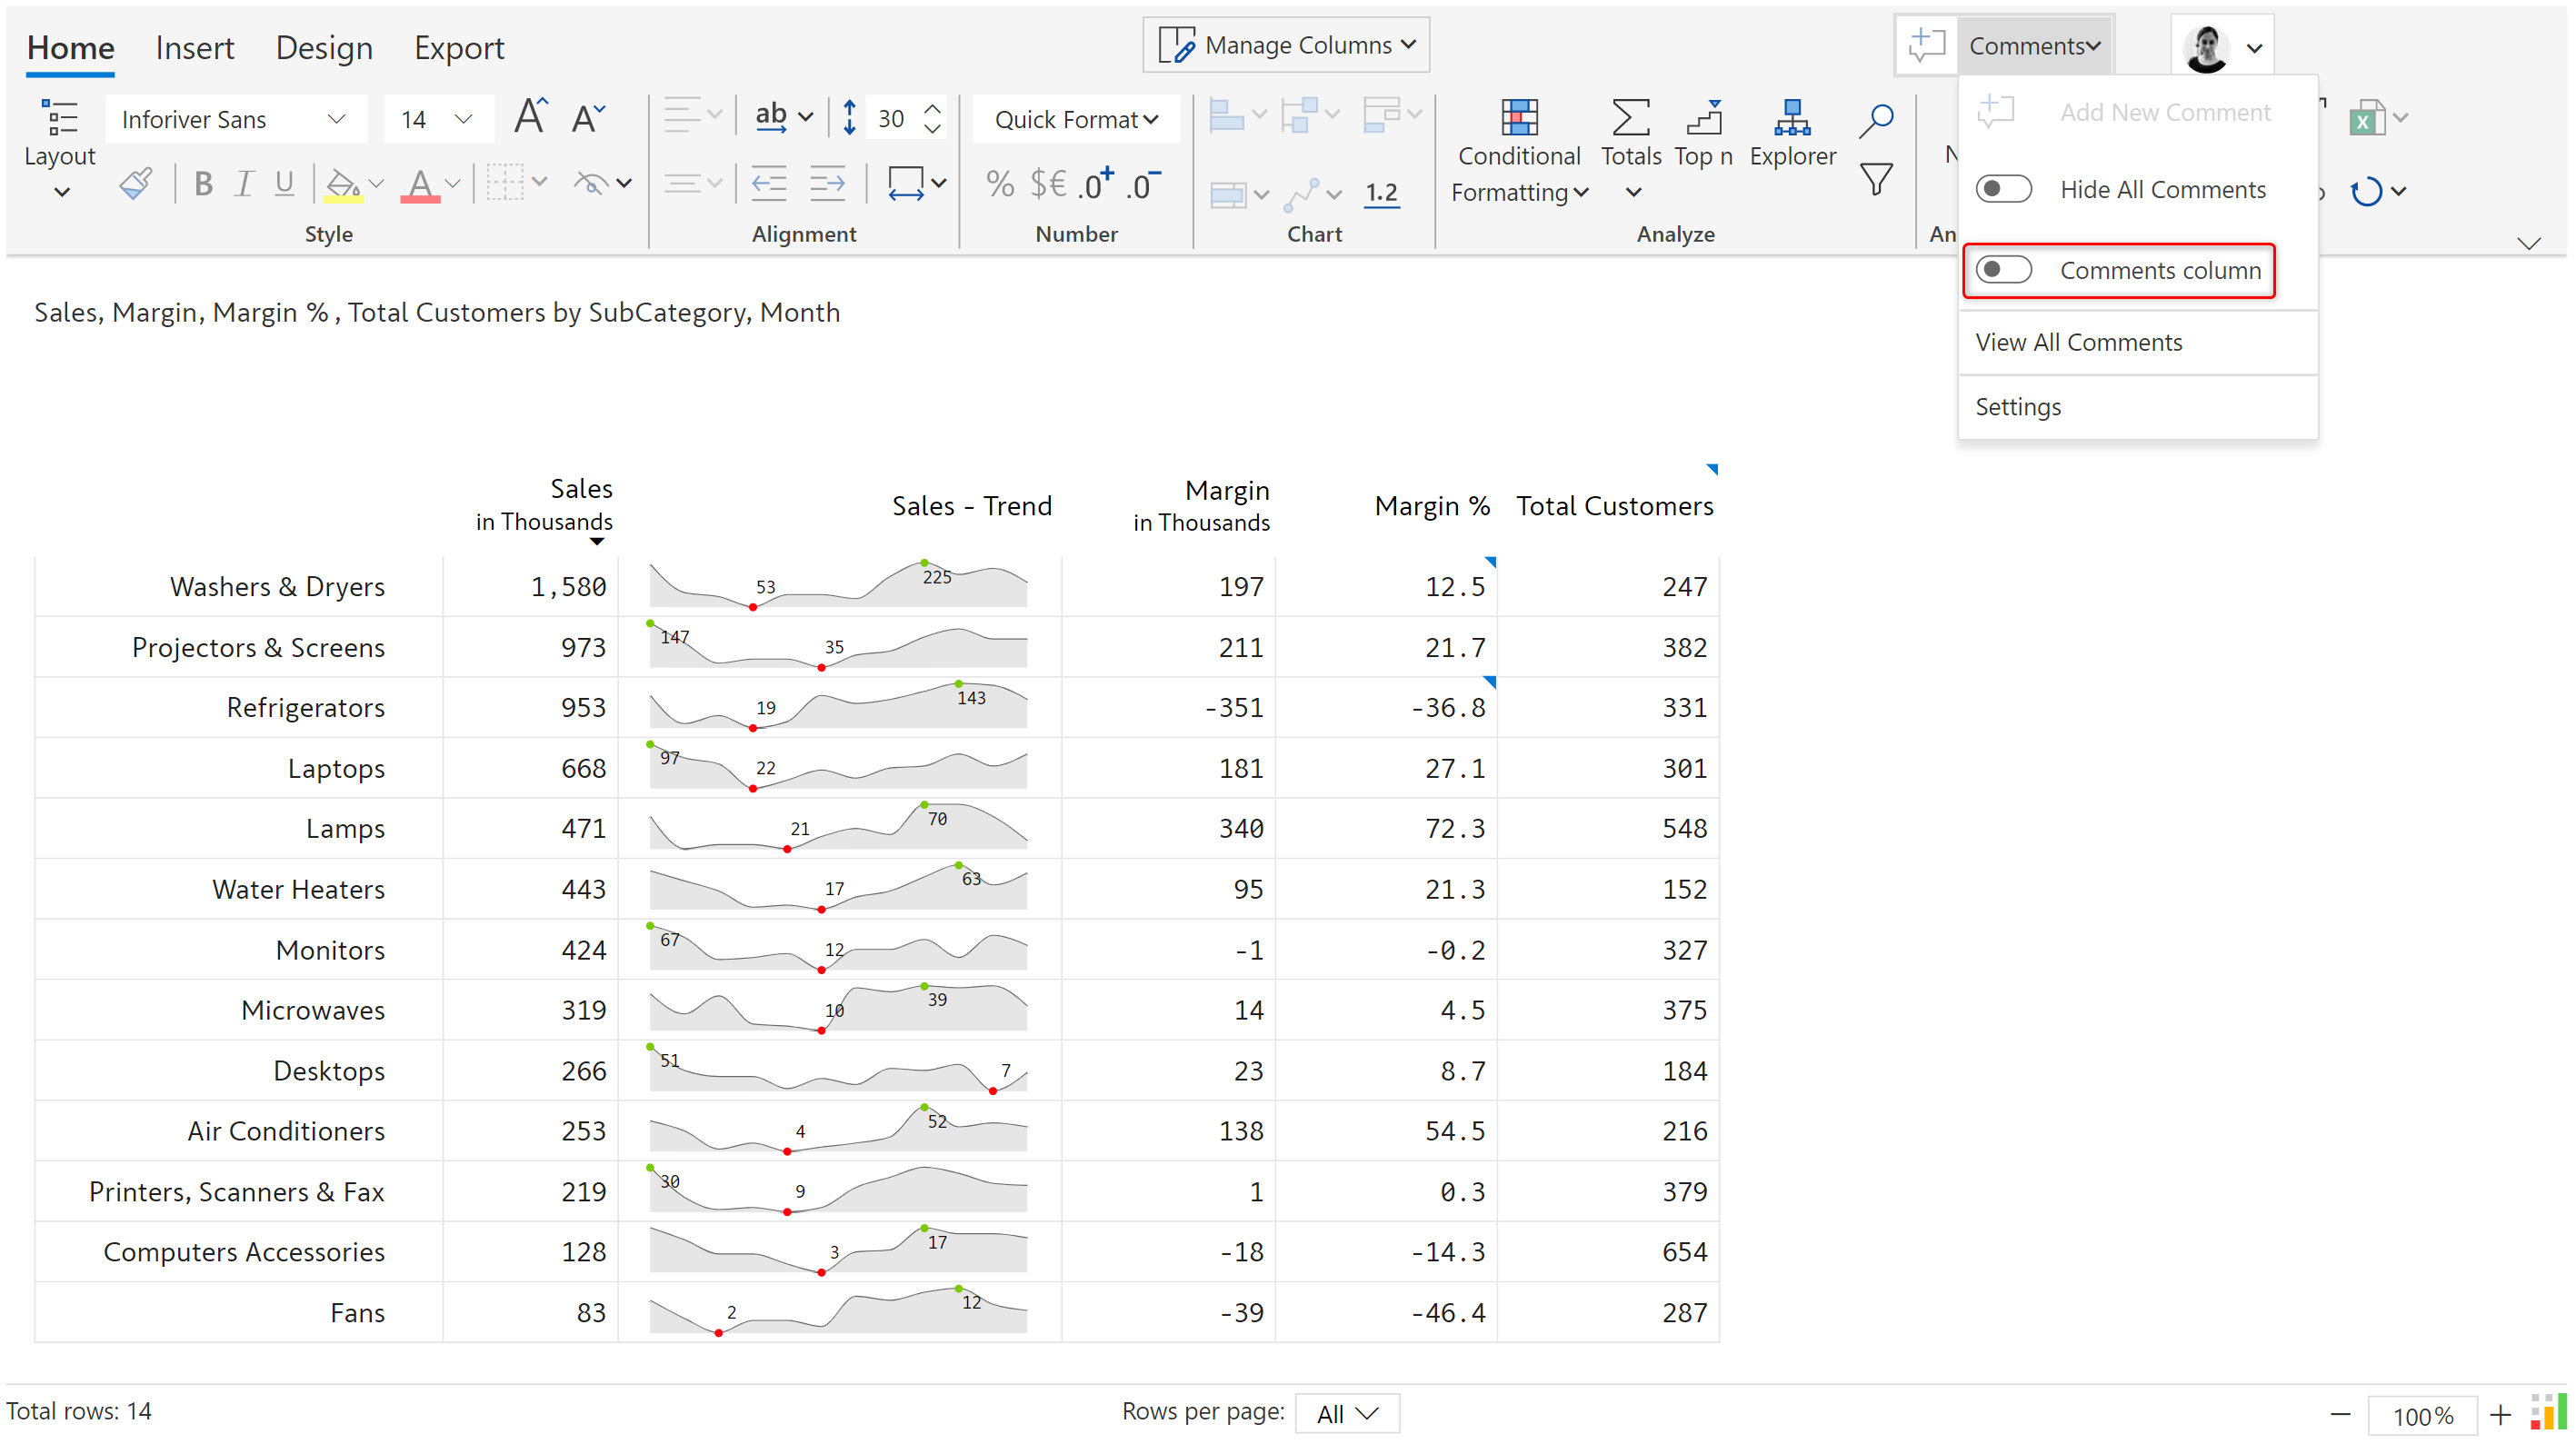 Home Insert Design Export Manage Columns Comments
Inforiver Sans 14 A A ab 30 Quick Format Add New Comment
Layout Conditional Formatting Totals Top n Explorer N
B I U A % $€ .0+ .0- 1.2 Hide All Comments
Style Alignment Number Chart Analyze An
Comments column
View All Comments
Settings
Sales, Margin, Margin % , Total Customers by SubCategory, Month
Sales in Thousands Sales - Trend Margin in Thousands Margin % Total Customers
Washers & Dryers 1,580 53 225 197 12.5 247
Projectors & Screens 973 147 35 211 21.7 382
Refrigerators 953 19 143 -351 -36.8 331
Laptops 668 97 22 181 27.1 301
Lamps 471 21 70 340 72.3 548
Water Heaters 443 17 63 95 21.3 152
Monitors 424 67 12 -1 -0.2 327
Microwaves 319 10 39 14 4.5 375
Desktops 266 51 7 23 8.7 184
Air Conditioners 253 4 52 138 54.5 216
Printers, Scanners & Fax 219 30 9 1 0.3 379
Computers Accessories 128 3 17 -18 -14.3 654
Fans 83 2 12 -39 -46.4 287
Total rows: 14 Rows per page: All 100%